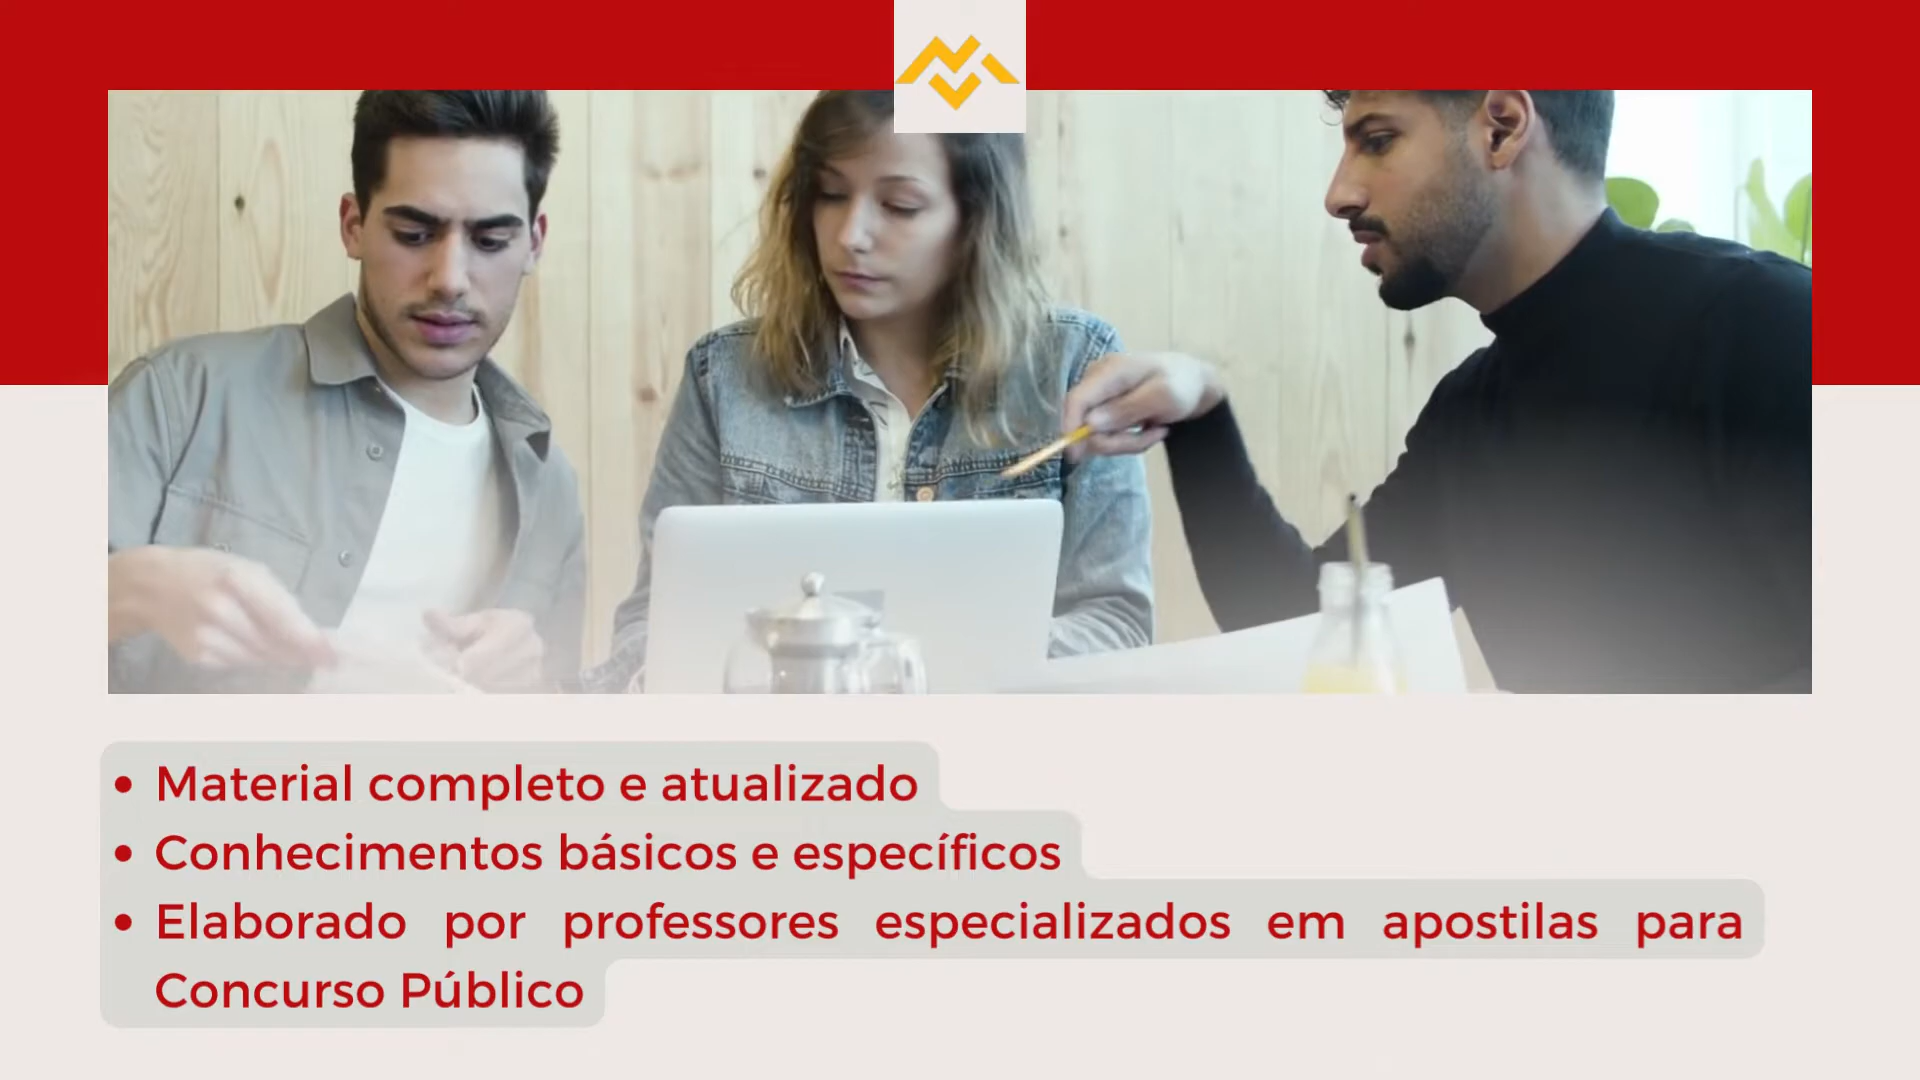 Material completo e atualizado
Conhecimentos básicos e específicos
Elaborado por professores especializados em apostilas para
Concurso Público